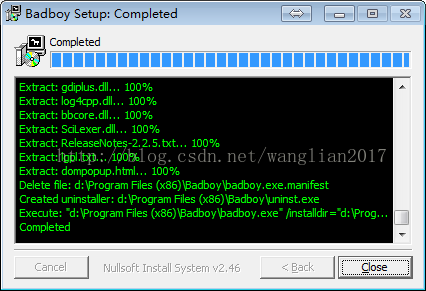 Badboy Setup: Completed
Completed
Extract: gdiplus.dll... 100%
Extract: log4cpp.dll... 100%
Extract: bbcore.dll... 100%
Extract: SciLexer.dll... 100%
Extract: ReleaseNotes-2.2.5.txt... 100%
Extract: lgpl.txt... 100%
http://blog.csdn.net/wanglian2017
Extract: dompopup.html... 100%
Delete file: d:\Program Files (x86)\Badboy\badboy.exe.manifest
Created uninstaller: d:\Program Files (x86)\Badboy\uninst.exe
Execute: "d:\Program Files (x86)\Badboy\badboy.exe" /installdir="d:\Prog...
Completed
Cancel
Nullsoft Install System v2.46
< Back
Close